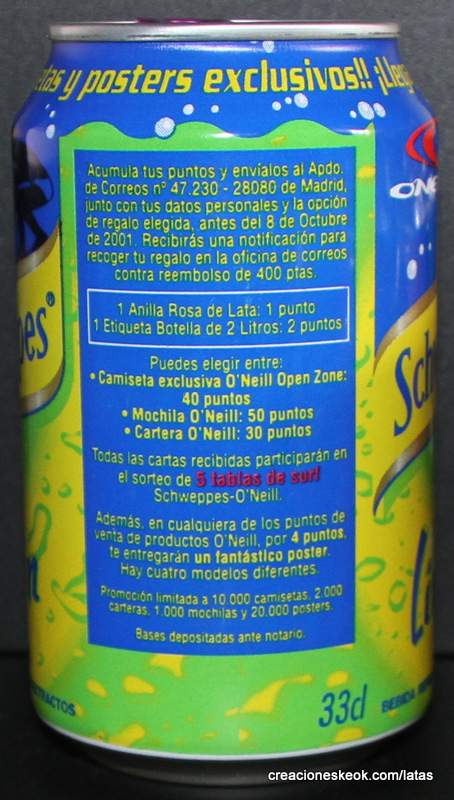 y posters exclusivos!!
Acumula tus puntos y envíalos al Apdo.
de Correos nº 47.230 - 28080 de Madrid,
junto con tus datos personales y la opción
de regalo elegida, antes del 8 de Octubre
de 2001. Recibirás una notificación para
recoger tu regalo en la oficina de correos
contra reembolso de 400 ptas.
1 Anilla Rosa de Lata: 1 punto
1 Etiqueta Botella de 2 Litros: 2 puntos
Puedes elegir entre:
• Camiseta exclusiva O'Neill Open Zone:
40 puntos
• Mochila O'Neill: 50 puntos
• Cartera O'Neill: 30 puntos
Todas las cartas recibidas participarán en
el sorteo de 5 tablas de surf
Schweppes-O'Neill.
Además, en cualquiera de los puntos de
venta de productos O'Neill, por 4 puntos,
te entregarán un fantástico poster.
Hay cuatro modelos diferentes.
Promoción limitada a 10.000 camisetas, 2.000
carteras, 1.000 mochilas y 20.000 posters.
Bases depositadas ante notario.
33cl
BEBIDA
creacioneskeok.com/latas